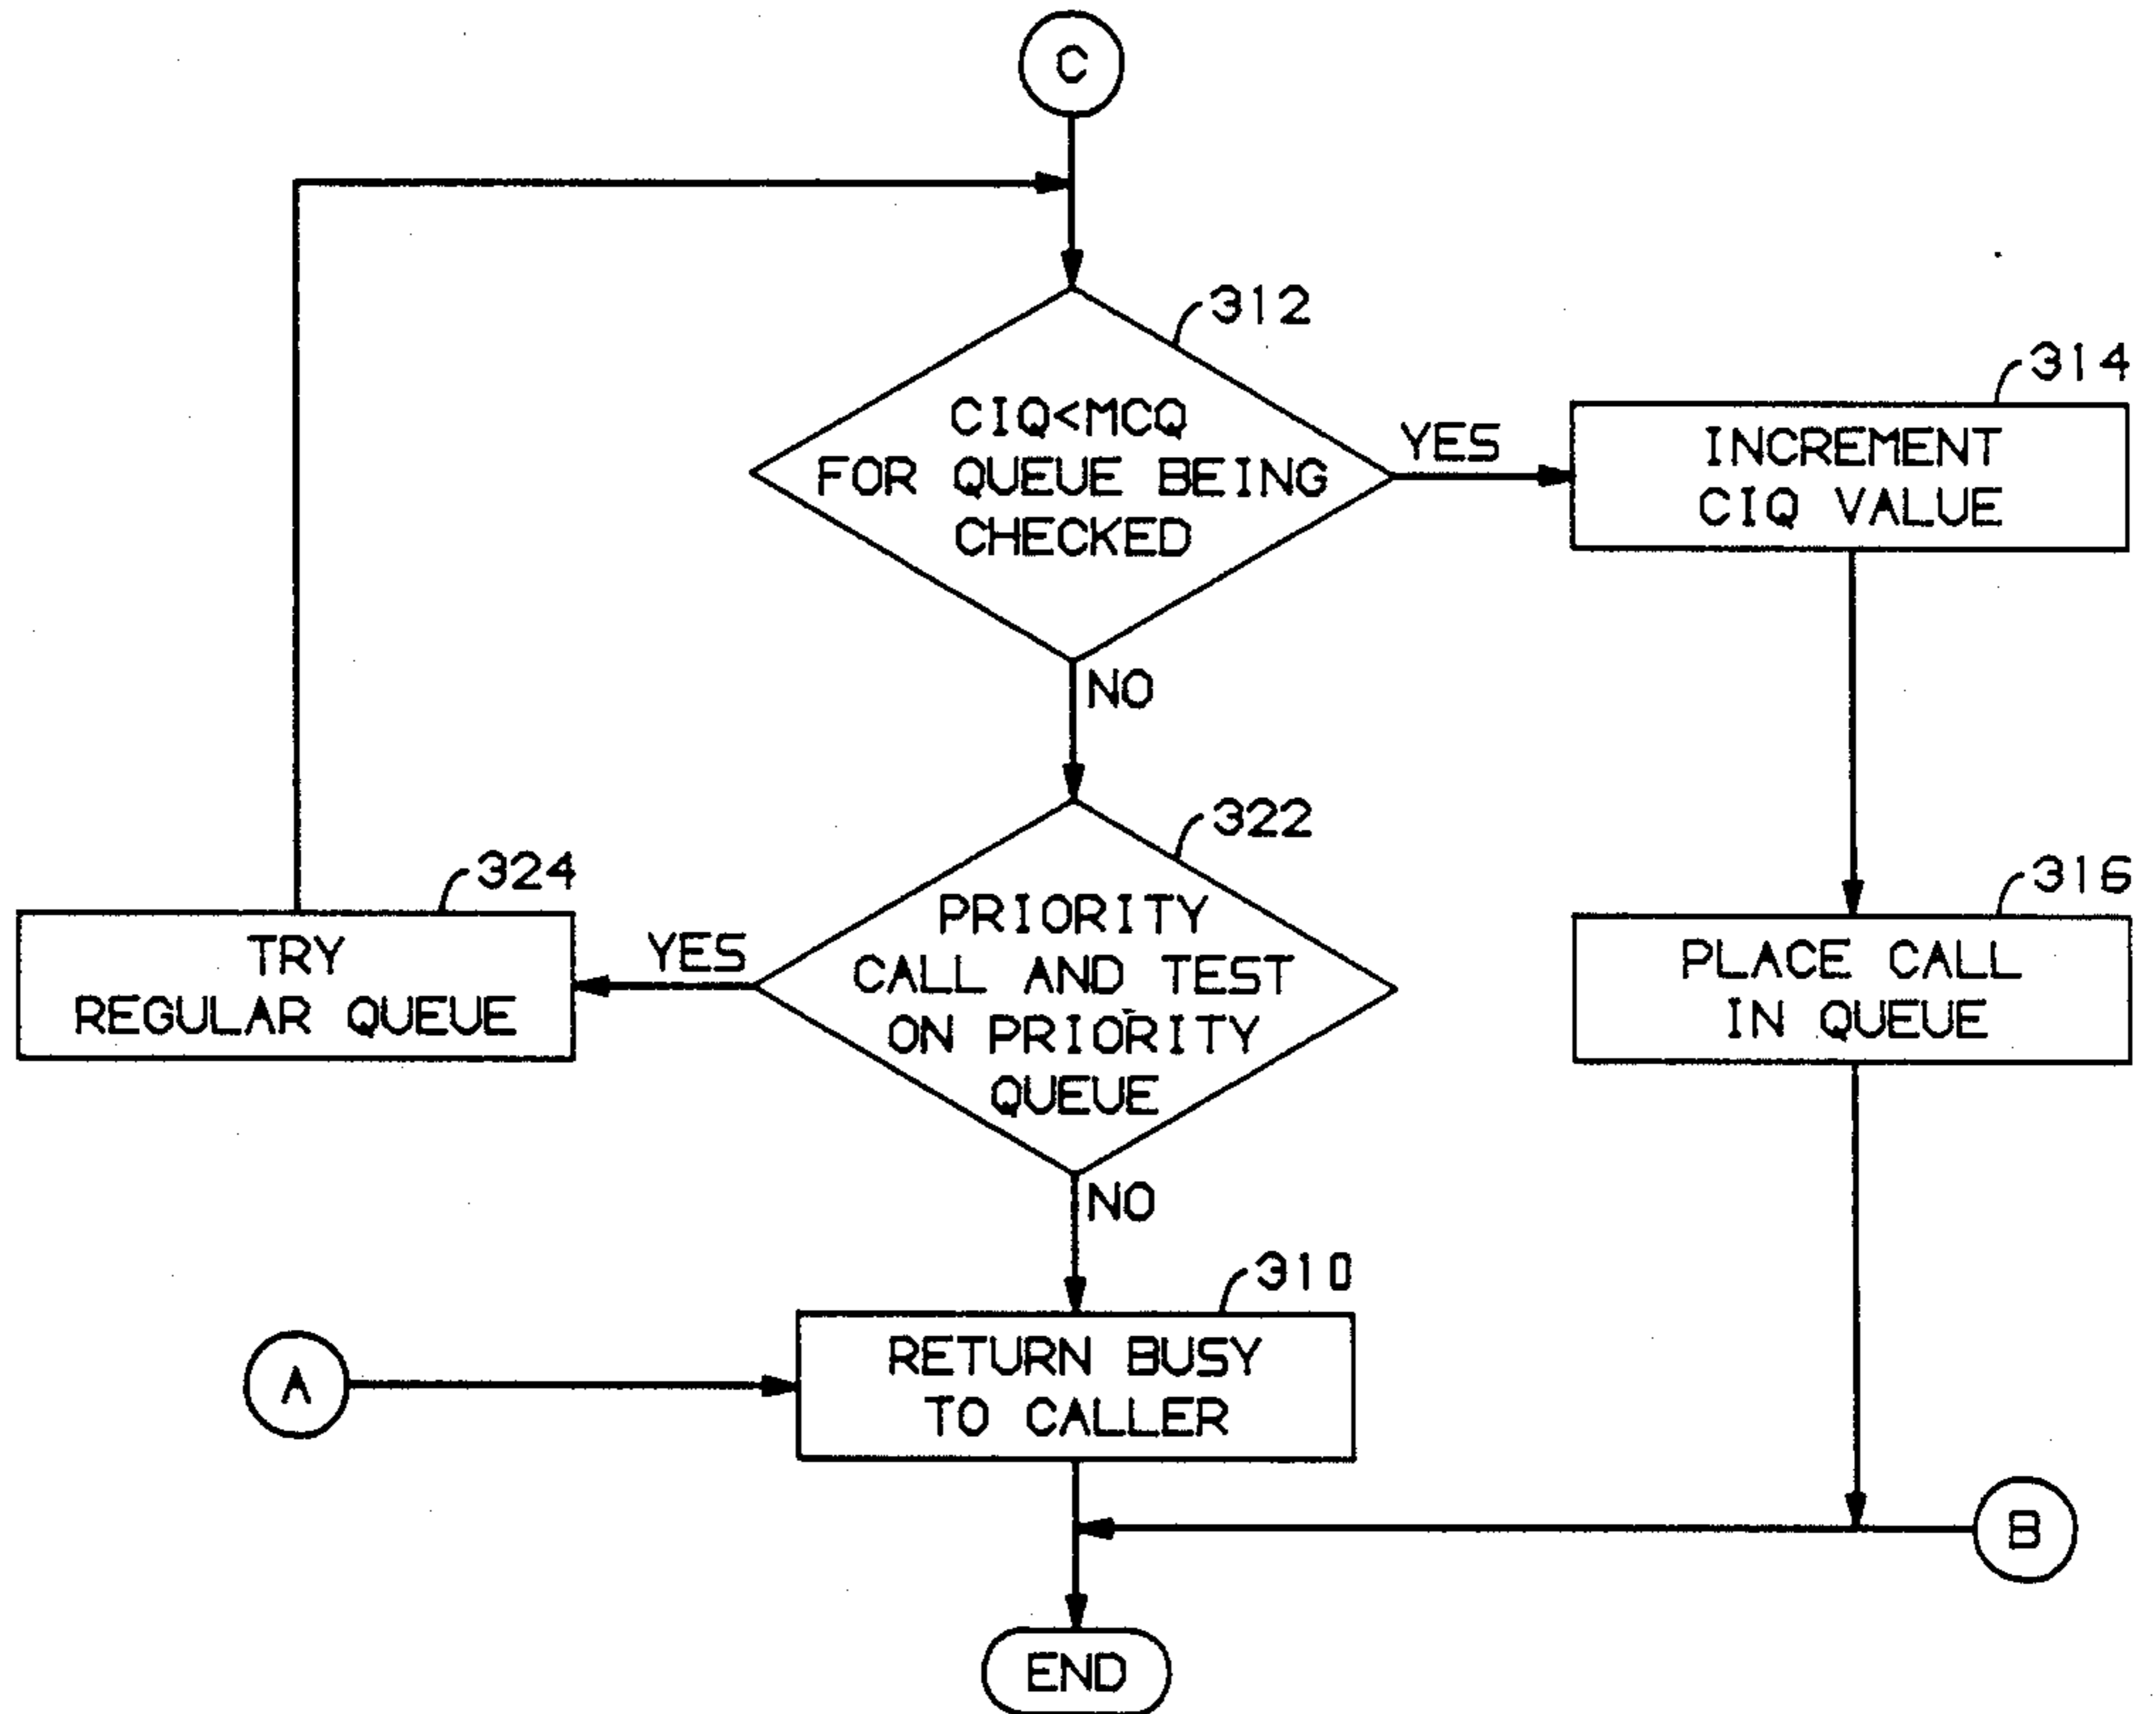 C
312
CIQ<MCQ
FOR QUEUE BEING
CHECKED
YES
314
INCREMENT
CIQ VALUE
NO
322
PRIORITY
CALL AND TEST
ON PRIORITY
QUEUE
YES
324
TRY
REGULAR QUEUE
316
PLACE CALL
IN QUEUE
NO
310
RETURN BUSY
TO CALLER
A
B
END